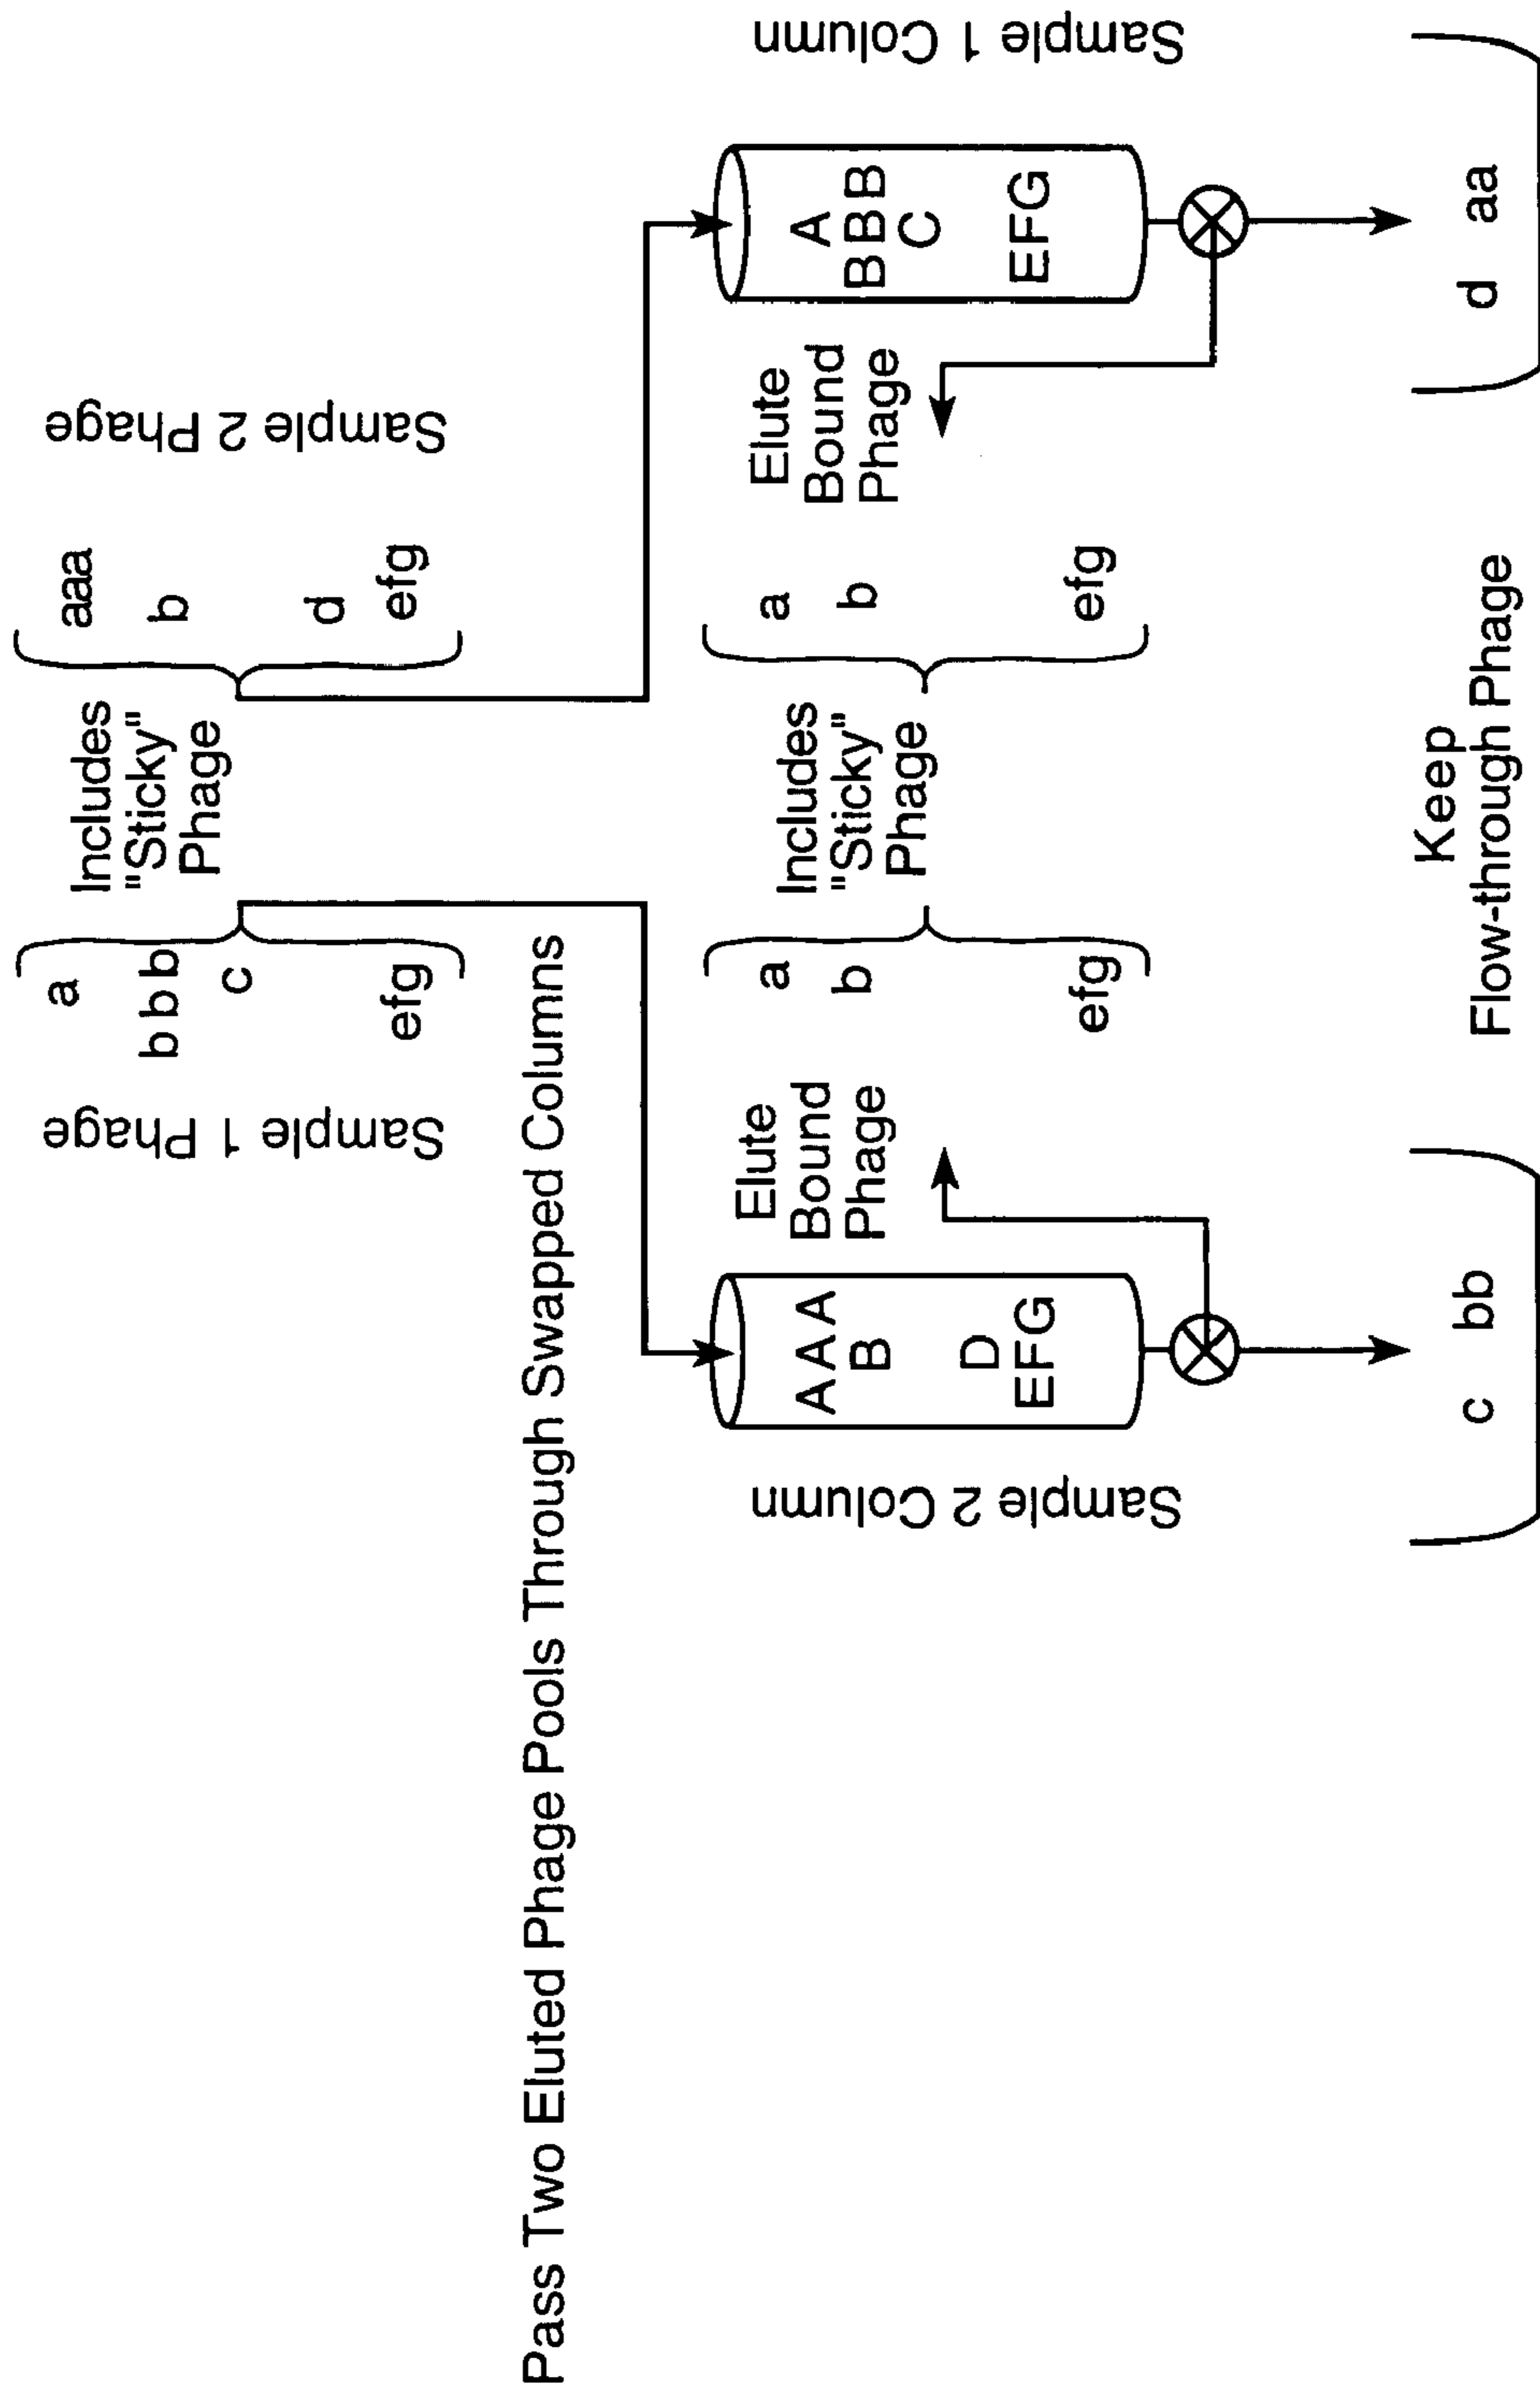 Sample 1 Phage
a
b b b
c
efg
Includes
"Sticky"
Phage
aaa
b
d
efg
Sample 2 Phage
Pass Two Eluted Phage Pools Through Swapped Columns
Sample 2 Column
A A A
B
D
EFG
Elute
Bound
Phage
a
b
efg
Includes
"Sticky"
Phage
a
b
efg
Elute
Bound
Phage
A
B B B
C
EFG
Sample 1 Column
c bb
Keep
Flow-through Phage
d aa